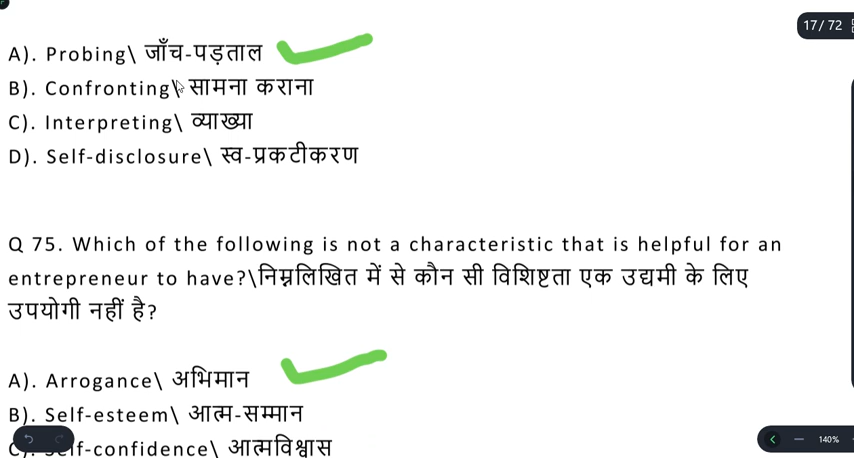 17/ 72
A). Probing\ जाँच-पड़ताल
B). Confronting\ सामना कराना
C). Interpreting\ व्याख्या
D). Self-disclosure\ स्व-प्रकटीकरण
Q 75. Which of the following is not a characteristic that is helpful for an
entrepreneur to have?\निम्नलिखित में से कौन सी विशिष्टता एक उद्यमी के लिए
उपयोगी नहीं है?
A). Arrogance\ अभिमान
B). Self-esteem\ आत्म-सम्मान
f-confidence\ आत्मविश्वास
140%